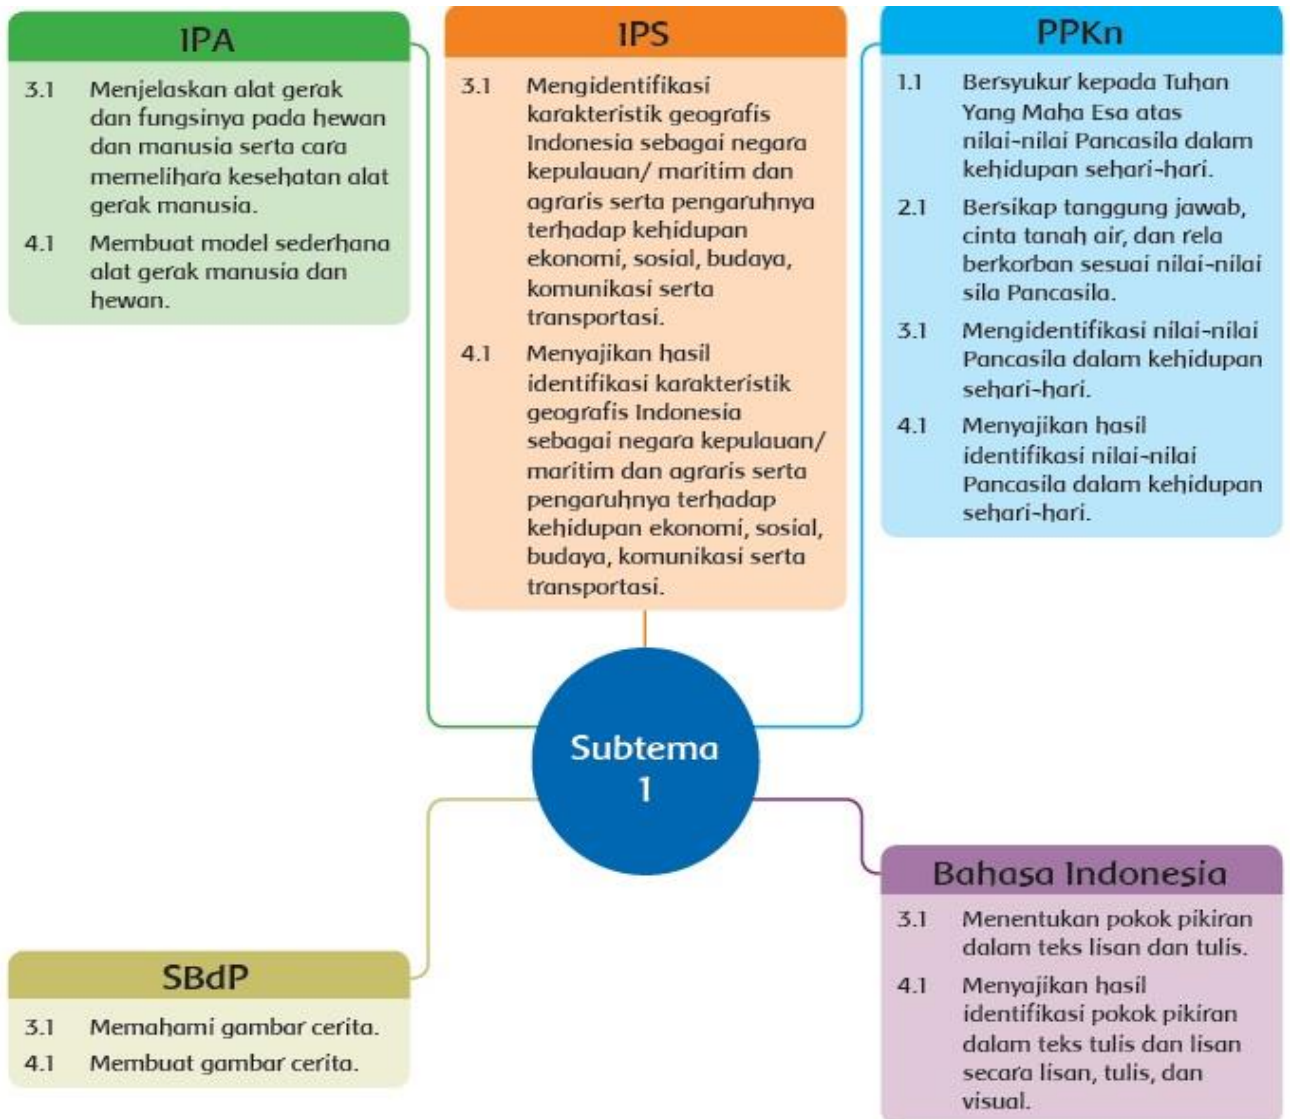 IPA
3.1 Menjelaskan alat gerak
dan fungsinya pada hewan
dan manusia serta cara
memelihara kesehatan alat
gerak manusia.
4.1 Membuat model sederhana
alat gerak manusia dan
hewan.
IPS
3.1 Mengidentifikasi
karakteristik geografis
Indonesia sebagai negara
kepulauan/ maritim dan
agraris serta pengaruhnya
terhadap kehidupan
ekonomi, sosial, budaya,
komunikasi serta
transportasi.
4.1 Menyajikan hasil
identifikasi karakteristik
geografis Indonesia
sebagai negara kepulauan/
maritim dan agraris serta
pengaruhnya terhadap
kehidupan ekonomi, sosial,
budaya, komunikasi serta
transportasi.
PPKn
1.1 Bersyukur kepada Tuhan
Yang Maha Esa atas
nilai-nilai Pancasila dalam
kehidupan sehari-hari.
2.1 Bersikap tanggung jawab,
cinta tanah air, dan rela
berkorban sesuai nilai-nilai
sila Pancasila.
3.1 Mengidentifikasi nilai-nilai
Pancasila dalam kehidupan
sehari-hari.
4.1 Menyajikan hasil
identifikasi nilai-nilai
Pancasila dalam kehidupan
sehari-hari.
Subtema
1
SBdP
3.1 Memahami gambar cerita.
4.1 Membuat gambar cerita.
Bahasa Indonesia
3.1 Menentukan pokok pikiran
dalam teks lisan dan tulis.
4.1 Menyajikan hasil
identifikasi pokok pikiran
dalam teks tulis dan lisan
secara lisan, tulis, dan
visual.